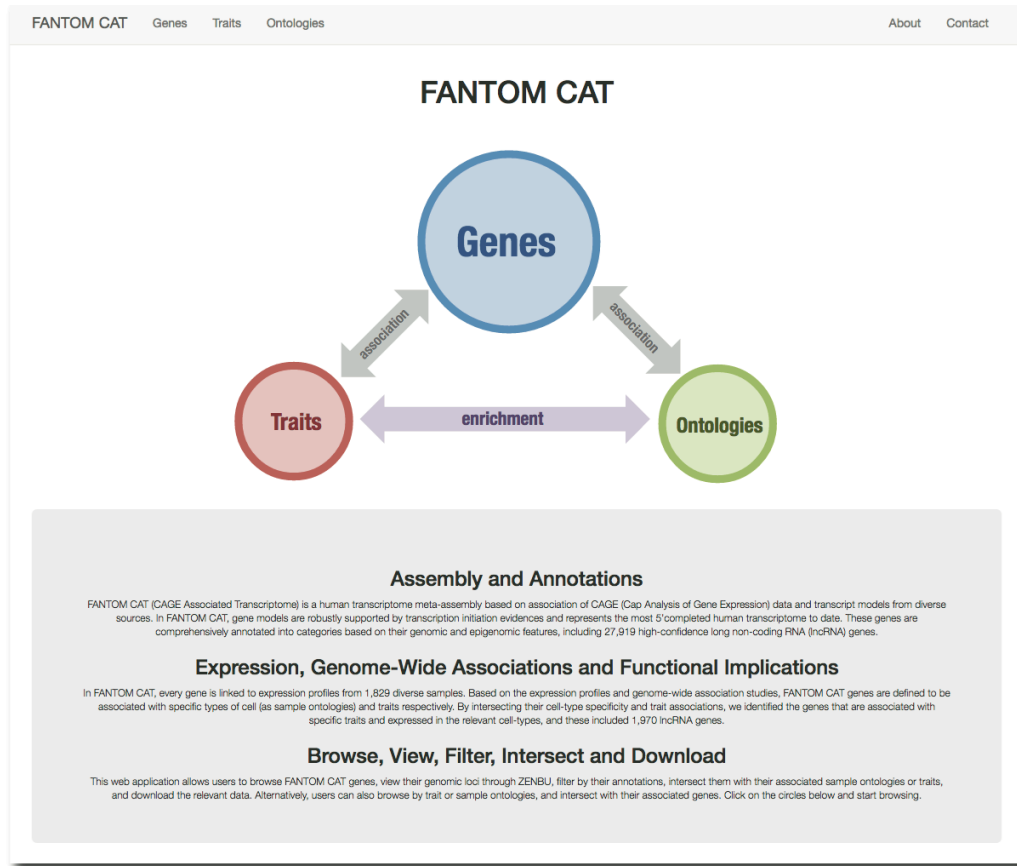 FANTOM CAT Genes Traits Ontologies About Contact
FANTOM CAT
Genes
association
association
Traits
enrichment
Ontologies
Assembly and Annotations
FANTOM CAT (CAGE Associated Transcriptome) is a human transcriptome meta-assembly based on association of CAGE (Cap Analysis of Gene Expression) data and transcript models from diverse
sources. In FANTOM CAT, gene models are robustly supported by transcription initiation evidences and represents the most 5'completed human transcriptome to date. These genes are
comprehensively annotated into categories based on their genomic and epigenomic features, including 27,919 high-confidence long non-coding RNA (lncRNA) genes.
Expression, Genome-Wide Associations and Functional Implications
In FANTOM CAT, every gene is linked to expression profiles from 1,829 diverse samples. Based on the expression profiles and genome-wide association studies, FANTOM CAT genes are defined to be
associated with specific types of cell (as sample ontologies) and traits respectively. By intersecting their cell-type specificity and trait associations, we identified the genes that are associated with
specific traits and expressed in the relevant cell-types, and these included 1,970 lncRNA genes.
Browse, View, Filter, Intersect and Download
This web application allows users to browse FANTOM CAT genes, view their genomic loci through ZENBU, filter by their annotations, intersect them with their associated sample ontologies or traits,
and download the relevant data. Alternatively, users can also browse by trait or sample ontologies, and intersect with their associated genes. Click on the circles below and start browsing.